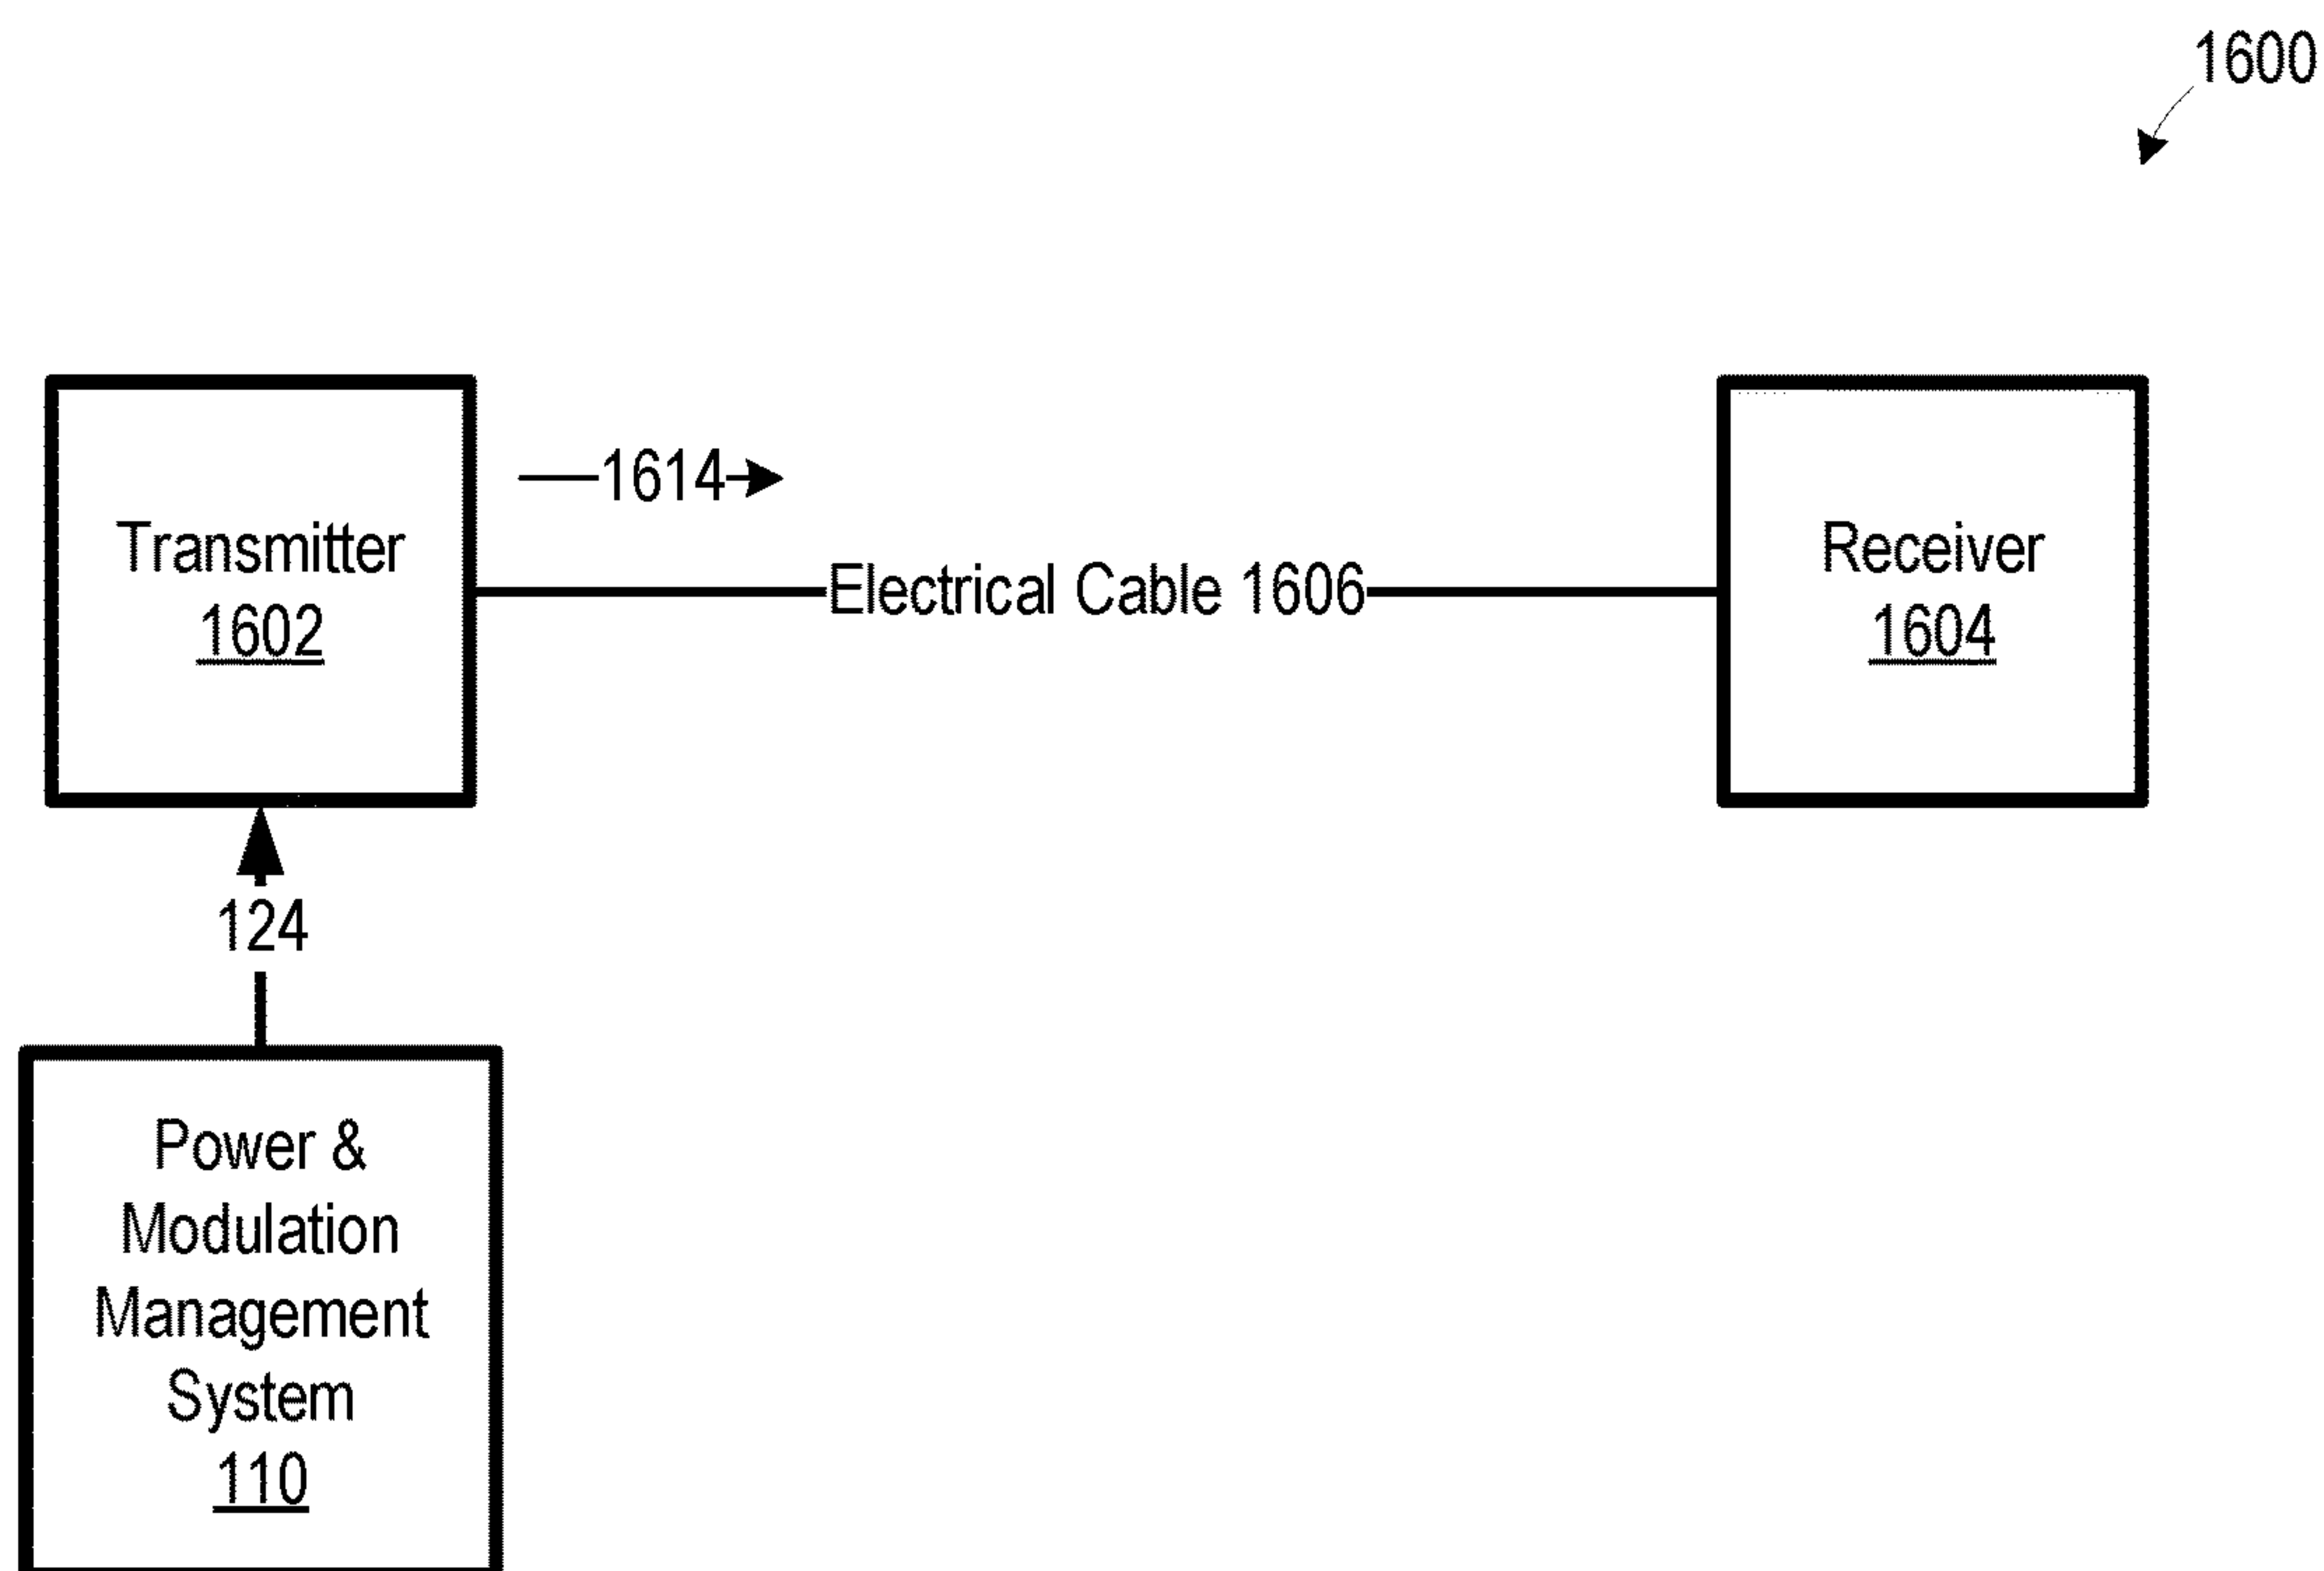 1600
1614
Transmitter
1602
Electrical Cable 1606
Receiver
1604
124
Power &
Modulation
Management
System
110